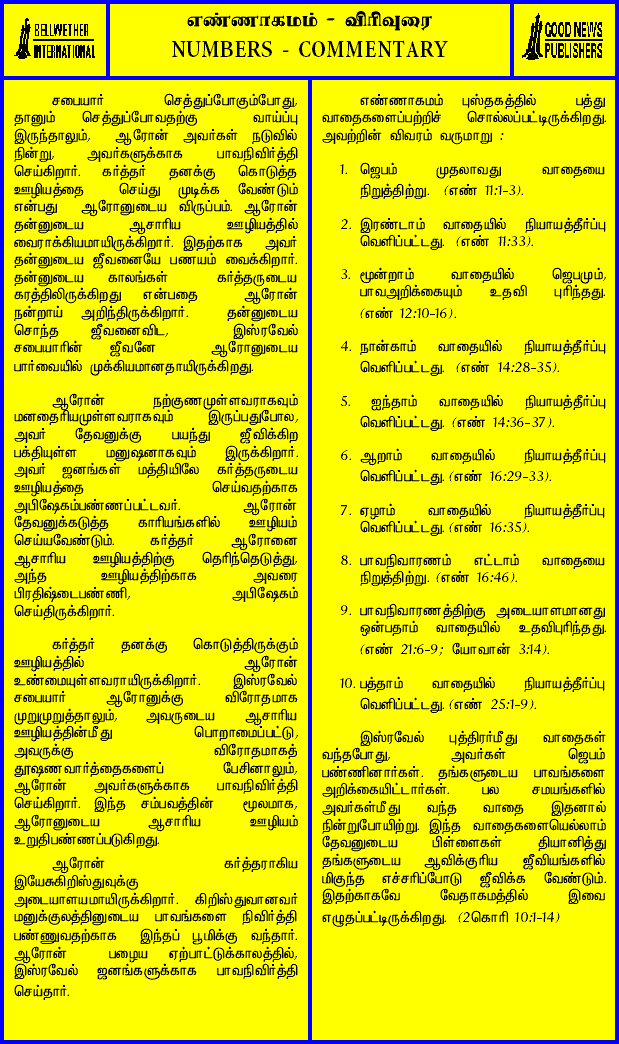 BELLWETHER
INTERNATIONAL
எண்ணாகமம் - விரிவுரை
NUMBERS - COMMENTARY
GOOD NEWS
PUBLISHERS
சபையார் செத்துப்போகும்போது,
தானும் செத்துப்போவதற்கு வாய்ப்பு
இருந்தாலும், ஆரோன் அவர்கள் நடுவில்
நின்று, அவர்களுக்காக பாவநிவிர்த்தி
செய்கிறார். கர்த்தர் தனக்கு கொடுத்த
ஊழியத்தை செய்து முடிக்க வேண்டும்
என்பது ஆரோனுடைய விருப்பம். ஆரோன்
தன்னுடைய ஆசாரிய ஊழியத்தில்
வைராக்கியமாயிருக்கிறார். இதற்காக அவர்
தன்னுடைய ஜீவனையே பணயம் வைக்கிறார்.
தன்னுடைய காலங்கள் கர்த்தருடைய
கரத்திலிருக்கிறது என்பதை ஆரோன்
நன்றாய் அறிந்திருக்கிறார். தன்னுடைய
சொந்த ஜீவனைவிட, இஸ்ரவேல்
சபையாரின் ஜீவனே ஆரோனுடைய
பார்வையில் முக்கியமானதாயிருக்கிறது.
ஆரோன் நற்குணமுள்ளவராகவும்
மனதைரியமுள்ளவராகவும் இருப்பதுபோல,
அவர் தேவனுக்கு பயந்து ஜீவிக்கிற
பக்தியுள்ள மனுஷனாகவும் இருக்கிறார்.
அவர் ஜனங்கள் மத்தியிலே கர்த்தருடைய
ஊழியத்தை செய்வதற்காக
அபிஷேகம்பண்ணப்பட்டவர். ஆரோன்
தேவனுக்கடுத்த காரியங்களில் ஊழியம்
செய்யவேண்டும். கர்த்தர் ஆரோனை
ஆசாரிய ஊழியத்திற்கு தெரிந்தெடுத்து,
அந்த ஊழியத்திற்காக அவரை
பிரதிஷ்டைபண்ணி, அபிஷேகம்
செய்திருக்கிறார்.
கர்த்தர் தனக்கு கொடுத்திருக்கும்
ஊழியத்தில் ஆரோன்
உண்மையுள்ளவராயிருக்கிறார். இஸ்ரவேல்
சபையார் ஆரோனுக்கு விரோதமாக
முறுமுறுத்தாலும், அவருடைய ஆசாரிய
ஊழியத்தின்மீது பொறாமைப்பட்டு,
அவருக்கு விரோதமாகத்
தூஷணவார்த்தைகளைப் பேசினாலும்,
ஆரோன் அவர்களுக்காக பாவநிவிர்த்தி
செய்கிறார். இந்த சம்பவத்தின் மூலமாக,
ஆரோனுடைய ஆசாரிய ஊழியம்
உறுதிபண்ணப்படுகிறது.
ஆரோன் கர்த்தராகிய
இயேசுகிறிஸ்துவுக்கு
அடையாளமாயிருக்கிறார். கிறிஸ்துவானவர்
மனுக்குலத்தினுடைய பாவங்களை நிவிர்த்தி
பண்ணுவதற்காக இந்தப் பூமிக்கு வந்தார்.
ஆரோன் பழைய ஏற்பாட்டுக்காலத்தில்,
இஸ்ரவேல் ஜனங்களுக்காக பாவநிவிர்த்தி
செய்தார்.
எண்ணாகமம் புஸ்தகத்தில் பத்து
வாதைகளைப்பற்றிச் சொல்லப்பட்டிருக்கிறது.
அவற்றின் விவரம் வருமாறு :
1. ஜெபம் முதலாவது வாதையை
நிறுத்திற்று. (எண் 11:1-3).
2. இரண்டாம் வாதையில் நியாயத்தீர்ப்பு
வெளிப்பட்டது. (எண் 11:33).
3. மூன்றாம் வாதையில் ஜெபமும்,
பாவஅறிக்கையும் உதவி புரிந்தது.
(எண் 12:10-16).
4. நான்காம் வாதையில் நியாயத்தீர்ப்பு
வெளிப்பட்டது. (எண் 14:28-35).
5. ஐந்தாம் வாதையில் நியாயத்தீர்ப்பு
வெளிப்பட்டது. (எண் 14:36-37).
6. ஆறாம் வாதையில் நியாயத்தீர்ப்பு
வெளிப்பட்டது. (எண் 16:29-33).
7. ஏழாம் வாதையில் நியாயத்தீர்ப்பு
வெளிப்பட்டது. (எண் 16:35).
8. பாவநிவாரணம் எட்டாம் வாதையை
நிறுத்திற்று. (எண் 16:46).
9. பாவநிவாரணத்திற்கு அடையாளமானது
ஒன்பதாம் வாதையில் உதவிபுரிந்தது.
(எண் 21:6-9; யோவான் 3:14).
10. பத்தாம் வாதையில் நியாயத்தீர்ப்பு
வெளிப்பட்டது. (எண் 25:1-9).
இஸ்ரவேல் புத்திரர்மீது வாதைகள்
வந்தபோது, அவர்கள் ஜெபம்
பண்ணினார்கள். தங்களுடைய பாவங்களை
அறிக்கையிட்டார்கள். பல சமயங்களில்
அவர்கள்மீது வந்த வாதை இதனால்
நின்றுபோயிற்று. இந்த வாதைகளையெல்லாம்
தேவனுடைய பிள்ளைகள் தியானித்து
தங்களுடைய ஆவிக்குரிய ஜீவியங்களில்
மிகுந்த எச்சரிப்போடு ஜீவிக்க வேண்டும்.
இதற்காகவே வேதாகமத்தில் இவை
எழுதப்பட்டிருக்கிறது. (2கொரி 10:1-14)